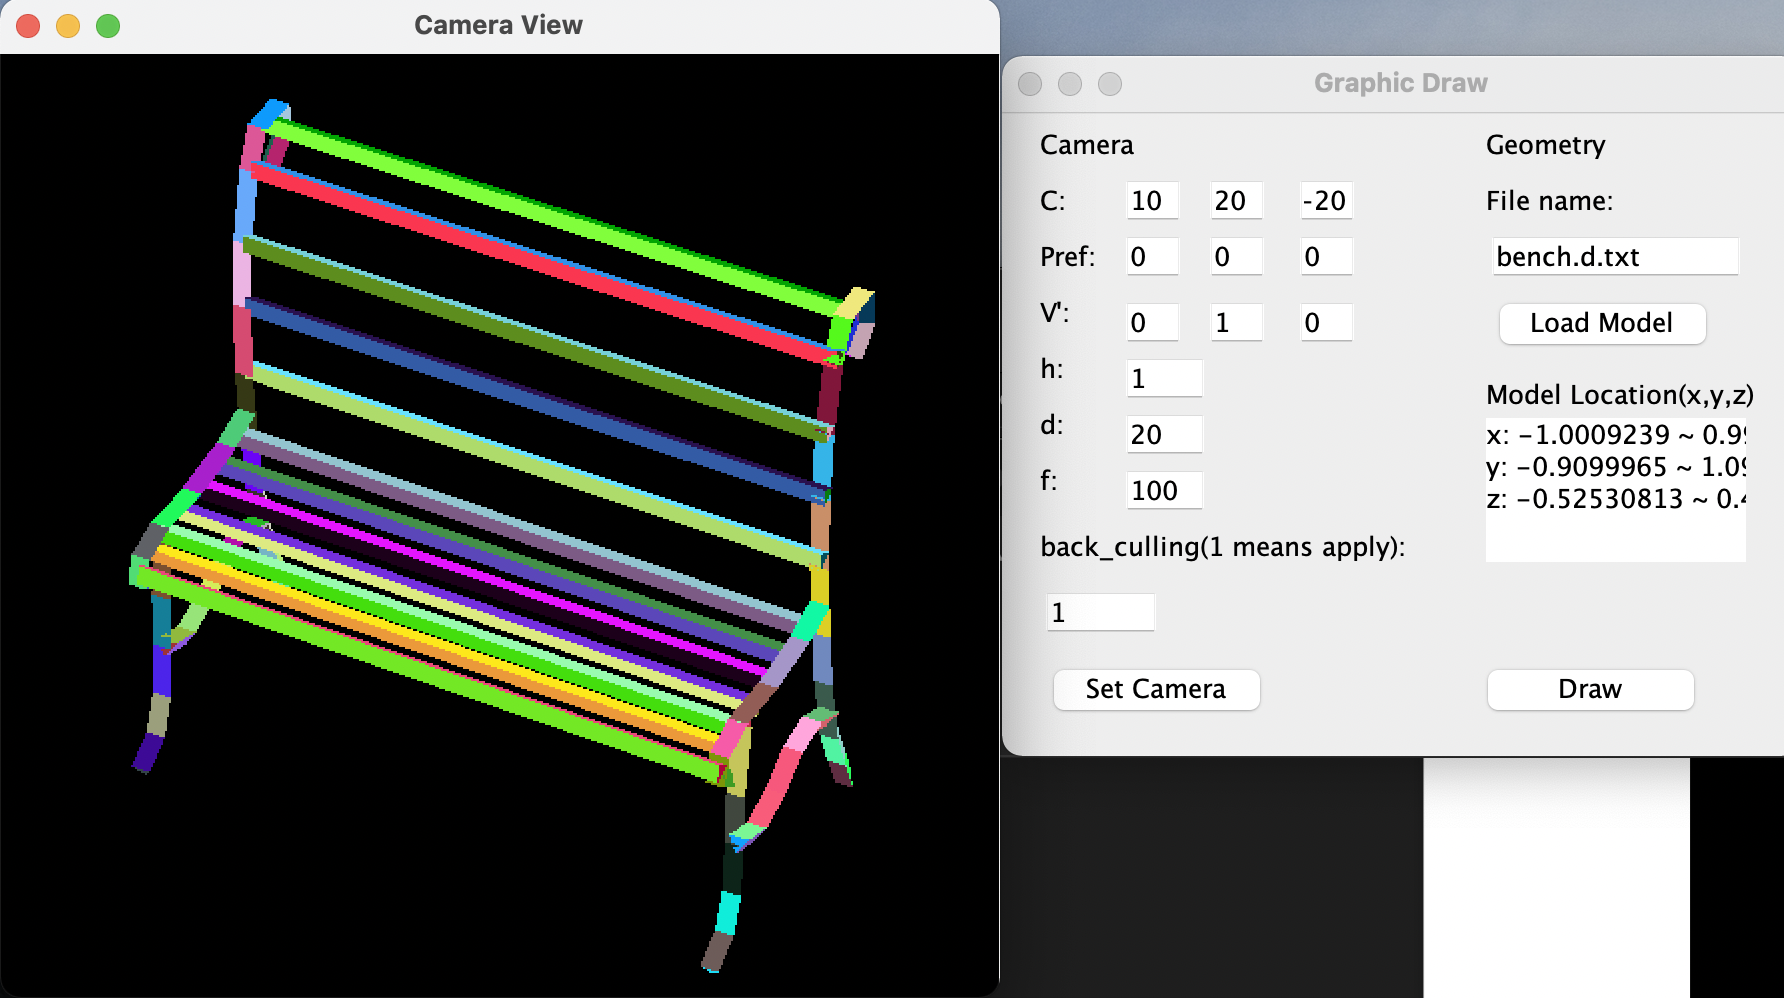 Camera View
Graphic Draw
Camera
C: 10 20 -20
Pref: 0 0 0
V': 0 1 0
h: 1
d: 20
f: 100
back_culling(1 means apply):
1
Set Camera
Geometry
File name:
bench.d.txt
Load Model
Model Location(x,y,z)
x: -1.0009239 ~ 0.9
y: -0.9099965 ~ 1.09
z: -0.52530813 ~ 0.4
Draw